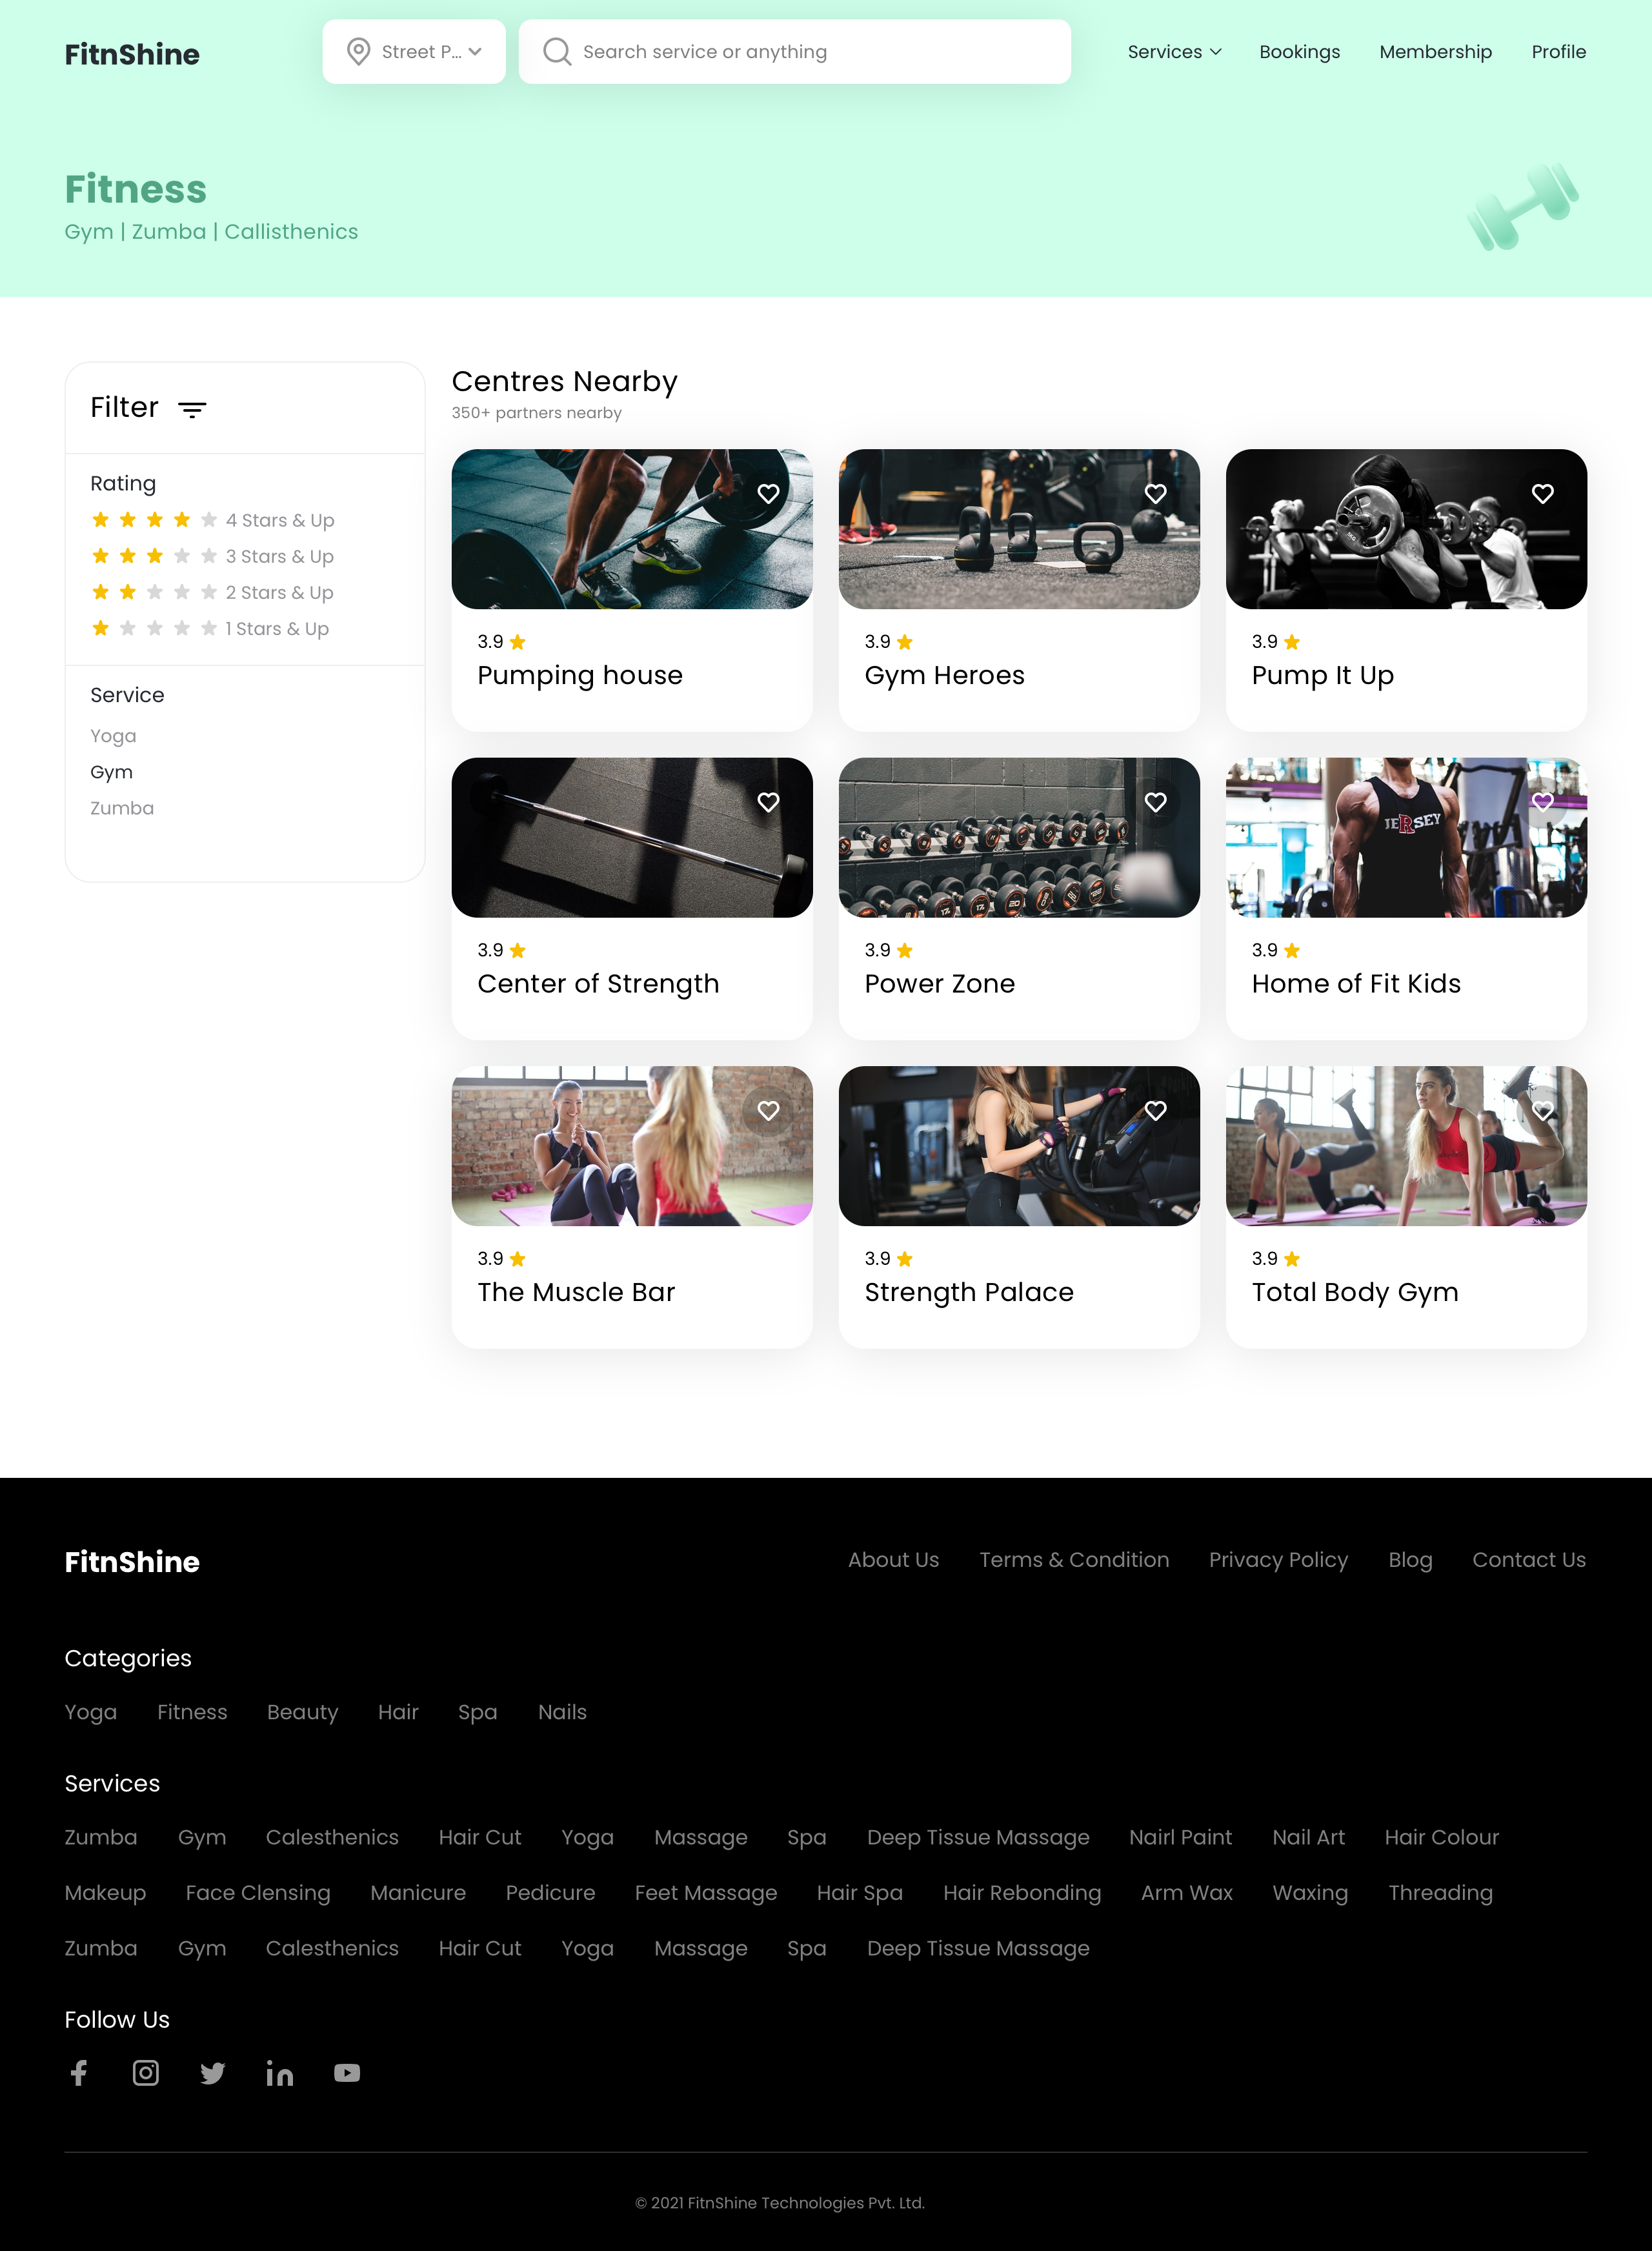 FitnShine
Street P...
Search service or anything
Services
Bookings
Membership
Profile
Fitness
Gym | Zumba | Callisthenics
Filter
Rating
4 Stars & Up
3 Stars & Up
2 Stars & Up
1 Stars & Up
Service
Yoga
Gym
Zumba
Centres Nearby
350+ partners nearby
3.9
Pumping house
3.9
Gym Heroes
3.9
Pump It Up
3.9
Center of Strength
3.9
Power Zone
JERSEY
3.9
Home of Fit Kids
3.9
The Muscle Bar
3.9
Strength Palace
3.9
Total Body Gym
FitnShine
About Us
Terms & Condition
Privacy Policy
Blog
Contact Us
Categories
Yoga Fitness Beauty Hair Spa Nails
Services
Zumba Gym Calesthenics Hair Cut Yoga Massage Spa Deep Tissue Massage Nairl Paint Nail Art Hair Colour
Makeup Face Clensing Manicure Pedicure Feet Massage Hair Spa Hair Rebonding Arm Wax Waxing Threading
Zumba Gym Calesthenics Hair Cut Yoga Massage Spa Deep Tissue Massage
Follow Us
© 2021 FitnShine Technologies Pvt. Ltd.